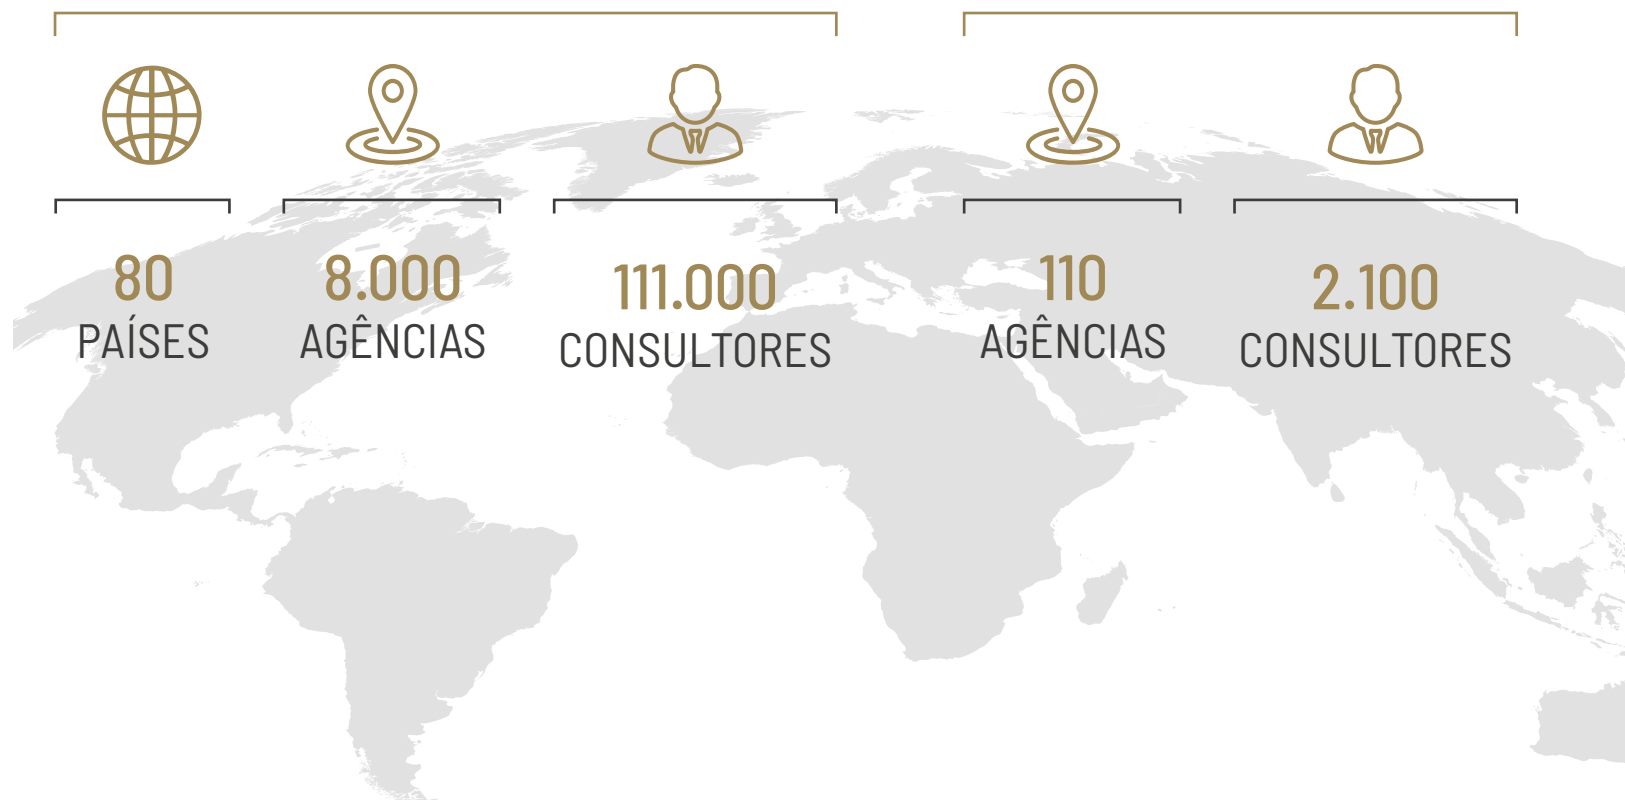 80
PAÍSES
8.000
AGÊNCIAS
111.000
CONSULTORES
110
AGÊNCIAS
2.100
CONSULTORES